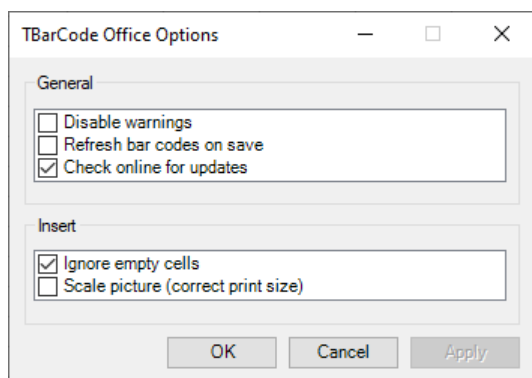 TBarCode Office Options
General
Disable warnings
Refresh bar codes on save
Check online for updates
Insert
Ignore empty cells
Scale picture (correct print size)
OK Cancel Apply